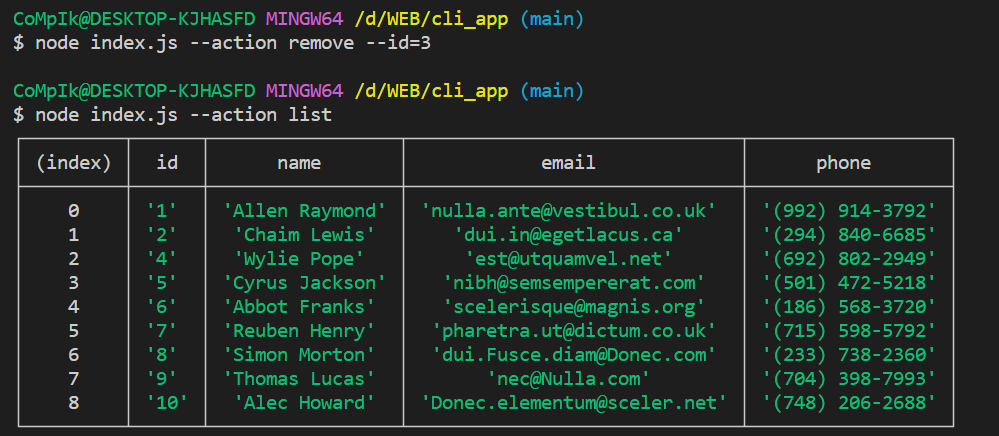 CoMpIk@DESKTOP-KJHASFD MINGW64 /d/WEB/cli_app (main)
$ node index.js --action remove --id=3
CoMpIk@DESKTOP-KJHASFD MINGW64 /d/WEB/cli_app (main)
$ node index.js --action list
(index) id name email phone
0 '1' 'Allen Raymond' 'nulla.ante@vestibul.co.uk' '(992) 914-3792'
1 '2' 'Chaim Lewis' 'dui.in@egetlacus.ca' '(294) 840-6685'
2 '4' 'Wylie Pope' 'est@utquamvel.net' '(692) 802-2949'
3 '5' 'Cyrus Jackson' 'nibh@semsempererat.com' '(501) 472-5218'
4 '6' 'Abbot Franks' 'scelerisque@magnis.org' '(186) 568-3720'
5 '7' 'Reuben Henry' 'pharetra.ut@dictum.co.uk' '(715) 598-5792'
6 '8' 'Simon Morton' 'dui.Fusce.diam@Donec.com' '(233) 738-2360'
7 '9' 'Thomas Lucas' 'nec@Nulla.com' '(704) 398-7993'
8 '10' 'Alec Howard' 'Donec.elementum@sceler.net' '(748) 206-2688'